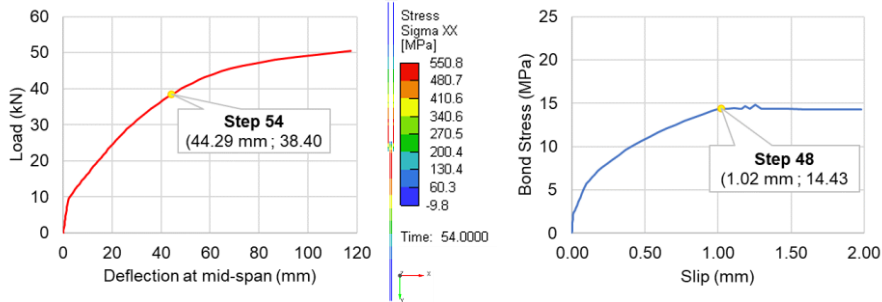 60
50
40
30
20
10
0
Load (kN)
Step 54
(44.29 mm ; 38.40
0 20 40 60 80 100 120
Deflection at mid-span (mm)
Stress
Sigma XX
[MPa]
550.8
480.7
410.6
340.6
270.5
200.4
130.4
60.3
-9.8
Time: 54.0000
z x
Y
25
20
15
10
5
0
Bond Stress (MPa)
Step 48
(1.02 mm ; 14.43
0.00 0.50 1.00 1.50 2.00
Slip (mm)